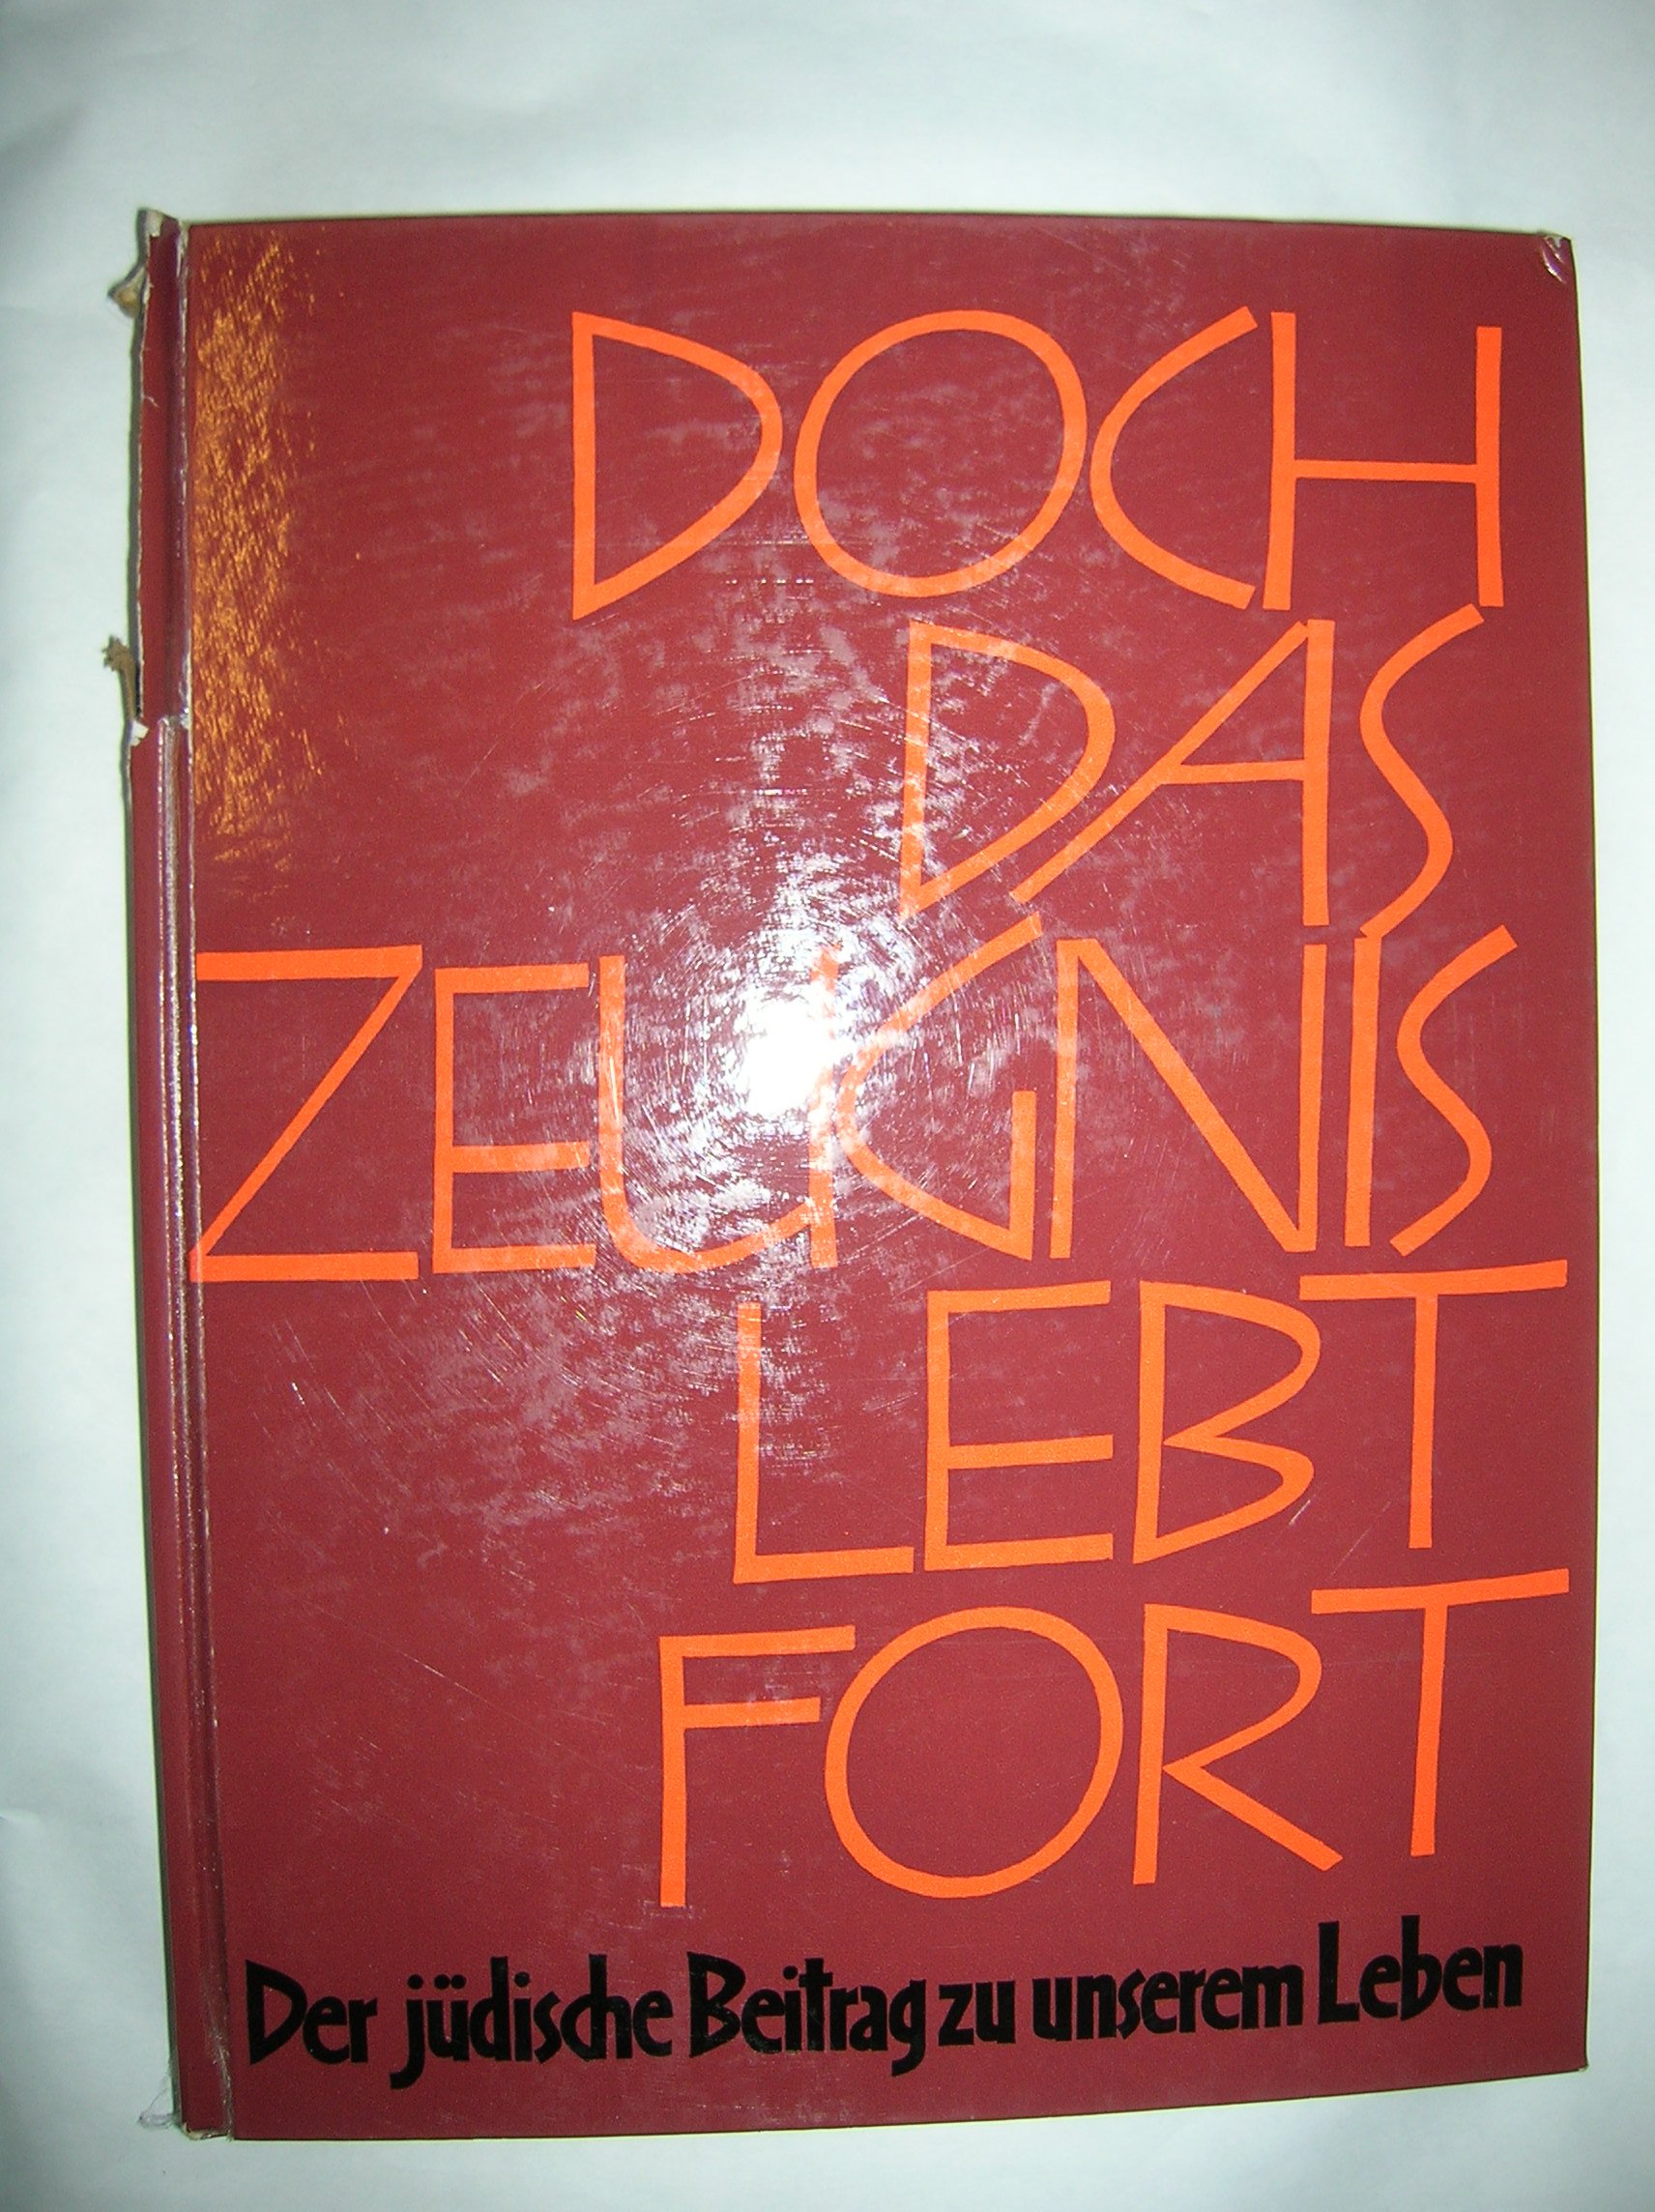 DOCH
DAS
ZEUGNIS
LEBT
FORT
Der jüdische Beitrag zu unserem Leben